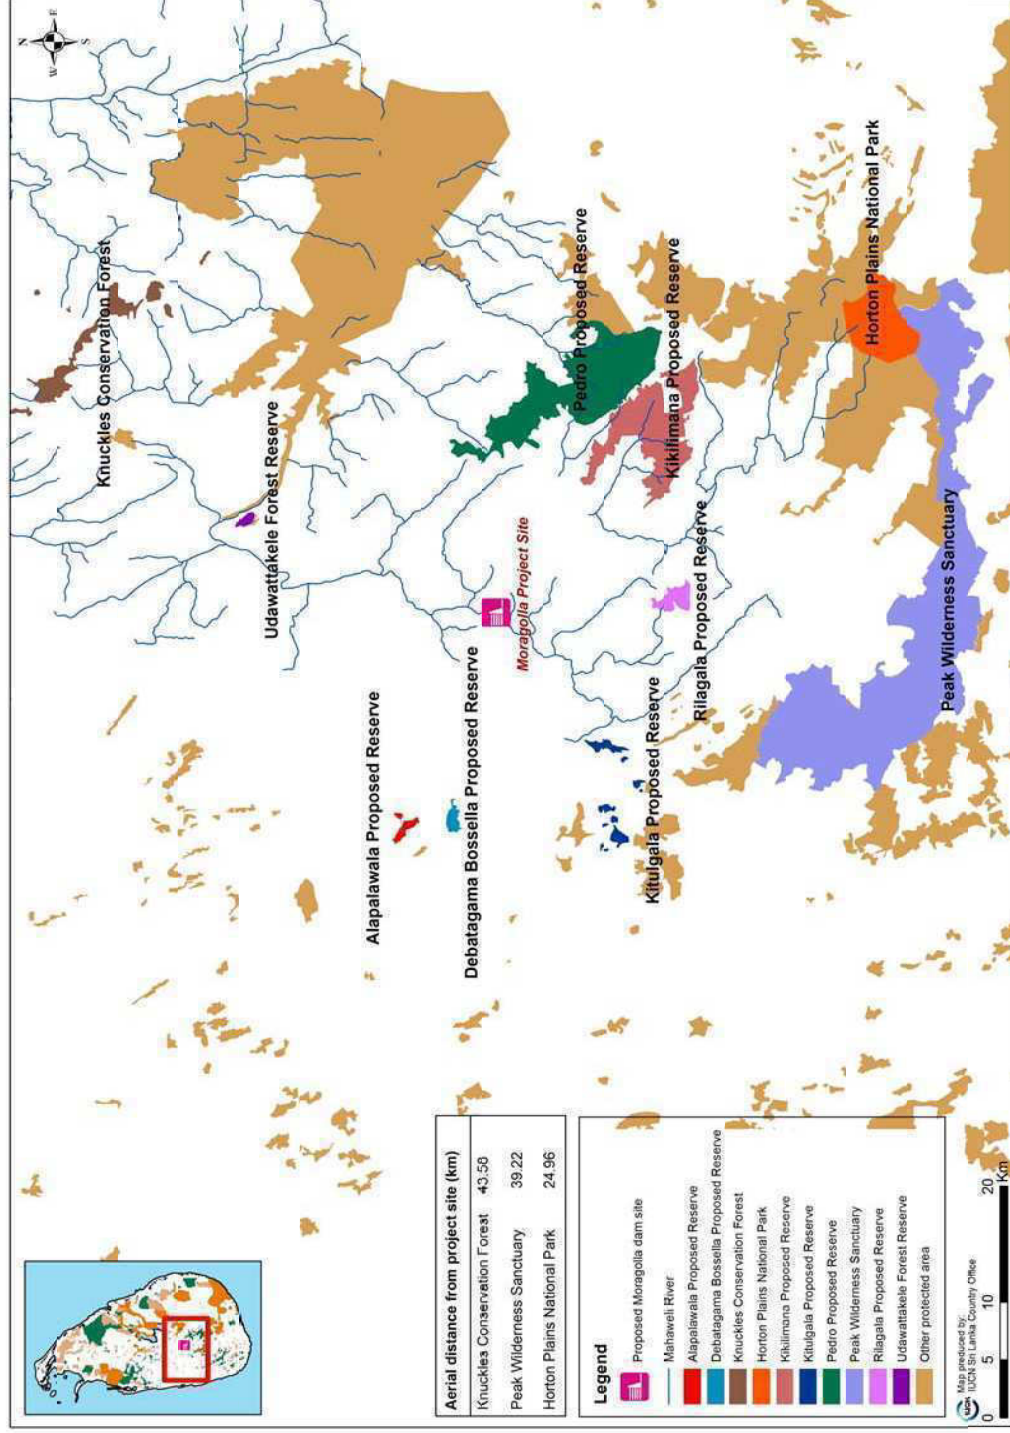 N
E
S
W
Knuckles Conservation Forest
Udawattakele Forest Reserve
Alapalawala Proposed Reserve
Debatagama Bossella Proposed Reserve
Moragolla Project Site
Pedro Proposed Reserve
Kikilimana Proposed Reserve
Rilagala Proposed Reserve
Kitulgala Proposed Reserve
Horton Plains National Park
Peak Wilderness Sanctuary
Aerial distance from project site (km)
Knuckles Conservation Forest 43.58
Peak Wilderness Sanctuary 39.22
Horton Plains National Park 24.96
Legend
Proposed Moragolla dam site
Mahaweli River
Alapalawala Proposed Reserve
Debatagama Bossella Proposed Reserve
Knuckles Conservation Forest
Horton Plains National Park
Kikilimana Proposed Reserve
Kitulgala Proposed Reserve
Pedro Proposed Reserve
Peak Wilderness Sanctuary
Rilagala Proposed Reserve
Udawattakele Forest Reserve
Other protected area
IUCN
Map produced by:
IUCN Sri Lanka Country Office
0 5 10 20
Km